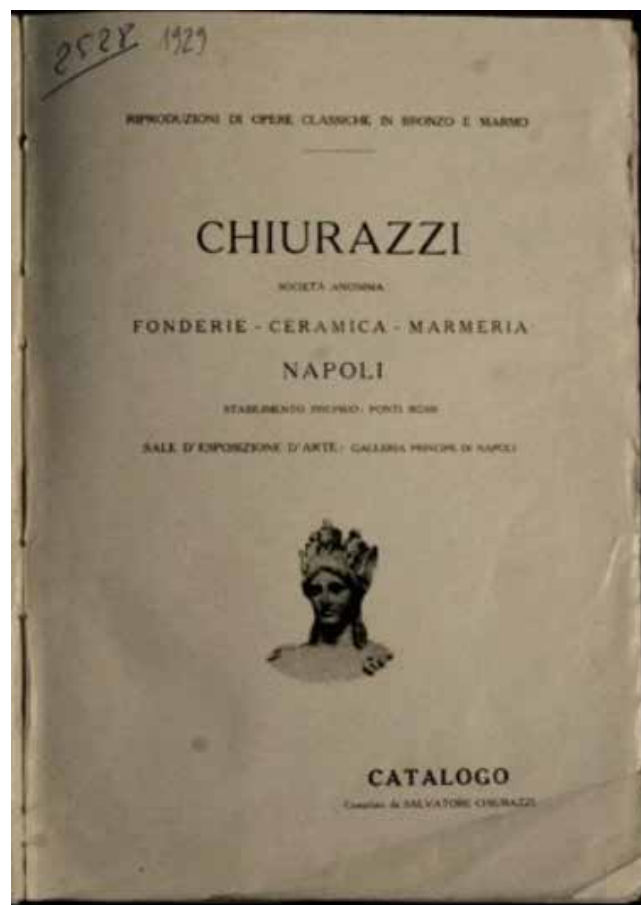 2528 1929
RIPRODUZIONI DI OPERE CLASSICHE IN BRONZO E MARMO
CHIURAZZI
SOCIETÀ ANONIMA
FONDERIE - CERAMICA - MARMERIA
NAPOLI
STABILIMENTO PROPRIO: PONTI ROSSI
SALE D'ESPOSIZIONE D'ARTE: GALLERIA PRINCIPE DI NAPOLI
CATALOGO
Compilato da SALVATORE CHIURAZZI